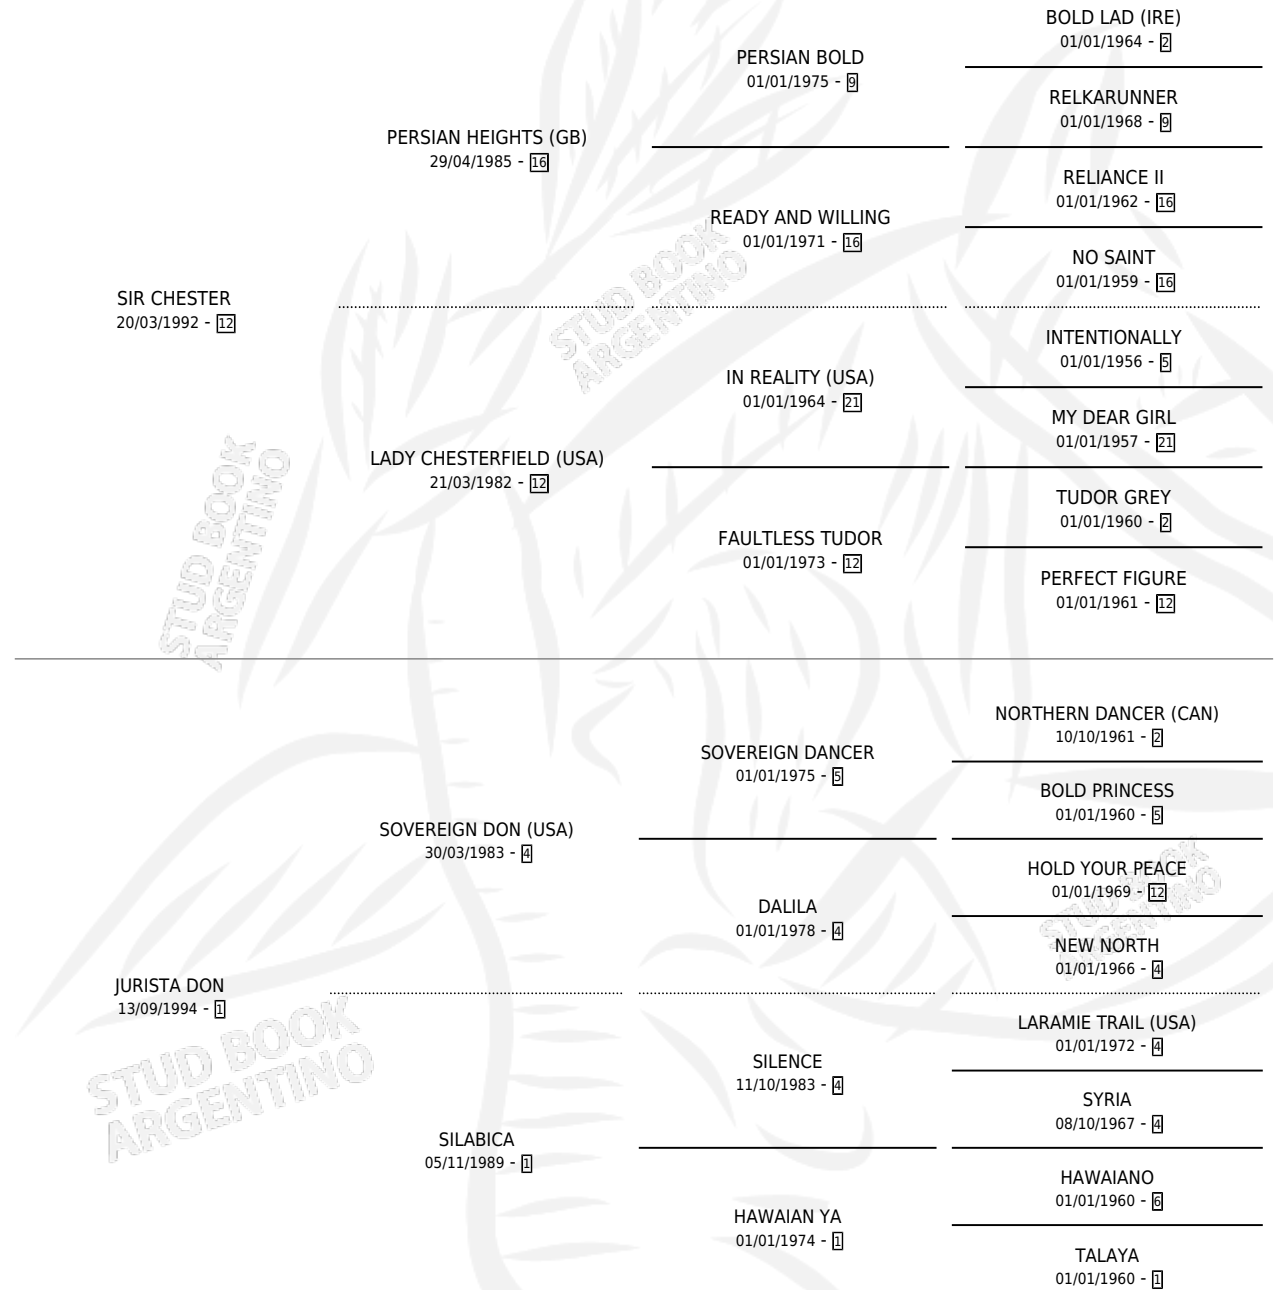 BOLD LAD (IRE)
01/01/1964 - 2
PERSIAN BOLD
01/01/1975 - 9
RELKARUNNER
01/01/1968 - 9
PERSIAN HEIGHTS (GB)
29/04/1985 - 16
RELIANCE II
01/01/1962 - 16
READY AND WILLING
01/01/1971 - 16
NO SAINT
01/01/1959 - 16
SIR CHESTER
20/03/1992 - 12
INTENTIONALLY
01/01/1956 - 5
IN REALITY (USA)
01/01/1964 - 21
MY DEAR GIRL
01/01/1957 - 21
LADY CHESTERFIELD (USA)
21/03/1982 - 12
TUDOR GREY
01/01/1960 - 2
FAULTLESS TUDOR
01/01/1973 - 12
PERFECT FIGURE
01/01/1961 - 12
NORTHERN DANCER (CAN)
10/10/1961 - 2
SOVEREIGN DANCER
01/01/1975 - 5
BOLD PRINCESS
01/01/1960 - 5
SOVEREIGN DON (USA)
30/03/1983 - 4
HOLD YOUR PEACE
01/01/1969 - 12
DALILA
01/01/1978 - 4
NEW NORTH
01/01/1966 - 4
JURISTA DON
13/09/1994 - 1
LARAMIE TRAIL (USA)
01/01/1972 - 4
SILENCE
11/10/1983 - 4
SYRIA
08/10/1967 - 4
SILABICA
05/11/1989 - 1
HAWAIANO
01/01/1960 - 6
HAWAIAN YA
01/01/1974 - 1
TALAYA
01/01/1960 - 1
STUD BOOK
ARGENTINO
STUD BOOK
ARGENTINO
STUD BOOK
ARGENTINO
STUD BOOK
ARGENTINO